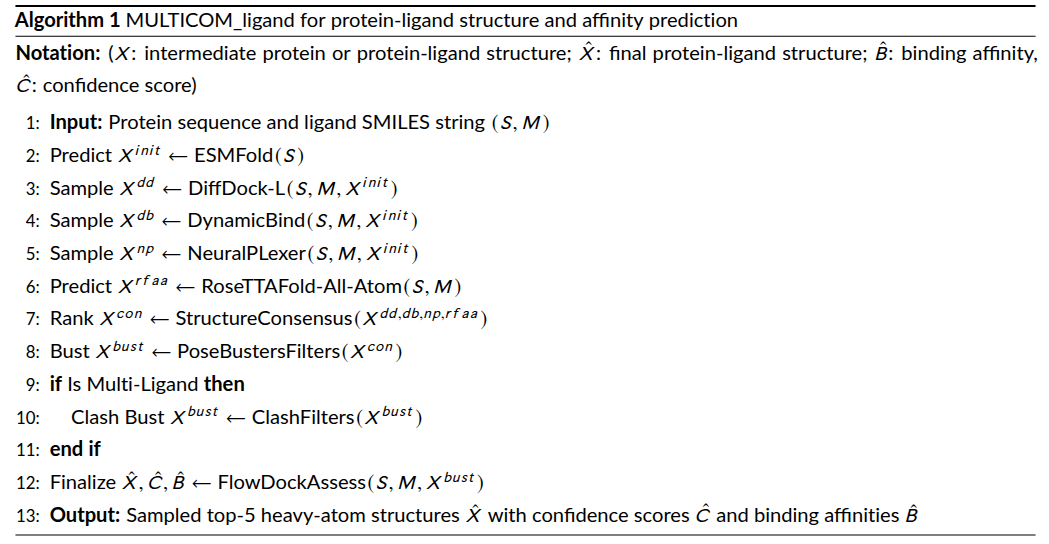 Algorithm 1 MULTICOM_ligand for protein-ligand structure and affinity prediction
Notation: (X: intermediate protein or protein-ligand structure; X̂: final protein-ligand structure; B̂: binding affinity,
Ĉ: confidence score)
1: Input: Protein sequence and ligand SMILES string (S, M)
2: Predict X^{init} ← ESMFold(S)
3: Sample X^{dd} ← DiffDock-L(S, M, X^{init})
4: Sample X^{db} ← DynamicBind(S, M, X^{init})
5: Sample X^{np} ← NeuralPLexer(S, M, X^{init})
6: Predict X^{rfaa} ← RoseTTAFold-All-Atom(S, M)
7: Rank X^{con} ← StructureConsensus(X^{dd,db,np,rfaa})
8: Bust X^{bust} ← PoseBustersFilters(X^{con})
9: if Is Multi-Ligand then
10: Clash Bust X^{bust} ← ClashFilters(X^{bust})
11: end if
12: Finalize X̂, Ĉ, B̂ ← FlowDockAssess(S, M, X^{bust})
13: Output: Sampled top-5 heavy-atom structures X̂ with confidence scores Ĉ and binding affinities B̂